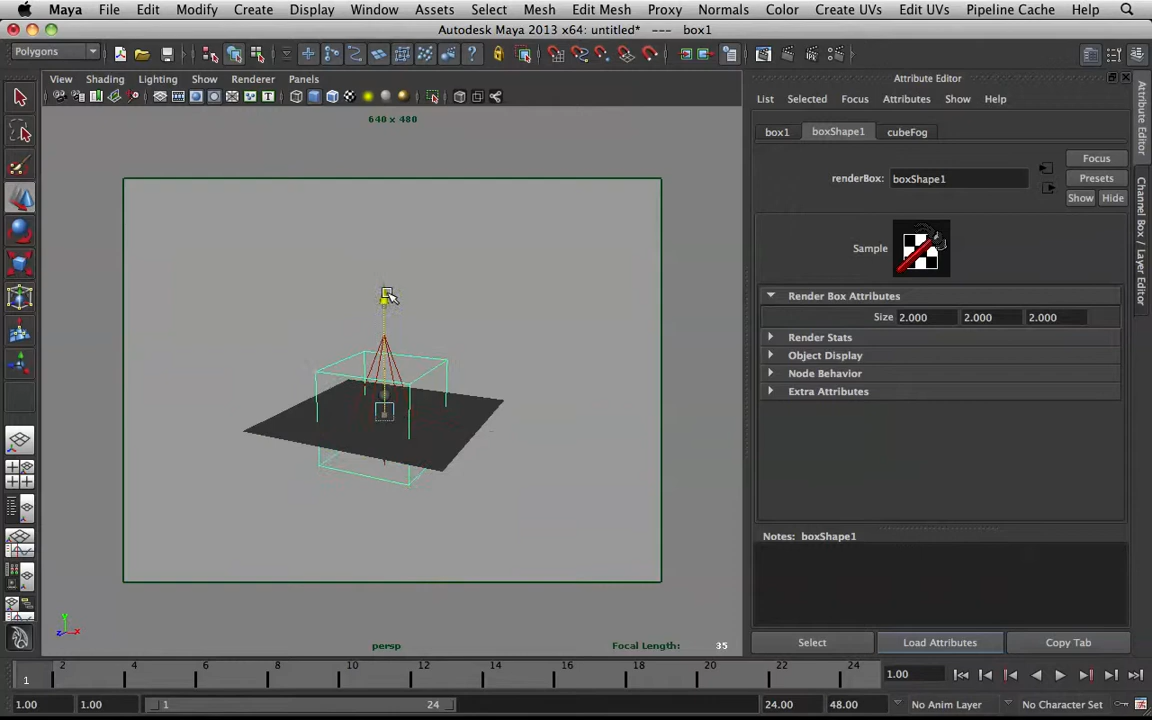 Maya File Edit Modify Create Display Window Assets Select Mesh Edit Mesh Proxy Normals Color Create UVs Edit UVs Pipeline Cache Help
Autodesk Maya 2013 x64: untitled* --- box1
Polygons
View Shading Lighting Show Renderer Panels
Attribute Editor
List Selected Focus Attributes Show Help
640 x 480
box1 boxShape1 cubeFog
Focus
renderBox: boxShape1
Presets
Show Hide
Sample
Render Box Attributes
Size 2.000 2.000 2.000
Render Stats
Object Display
Node Behavior
Extra Attributes
Notes: boxShape1
persp
Focal Length: 35
Select Load Attributes Copy Tab
Attribute Editor
Channel Box / Layer Editor
y
z x
1 2 4 6 8 10 12 14 16 18 20 22 24
1.00
1.00 1.00 1 24 24.00 48.00 No Anim Layer No Character Set